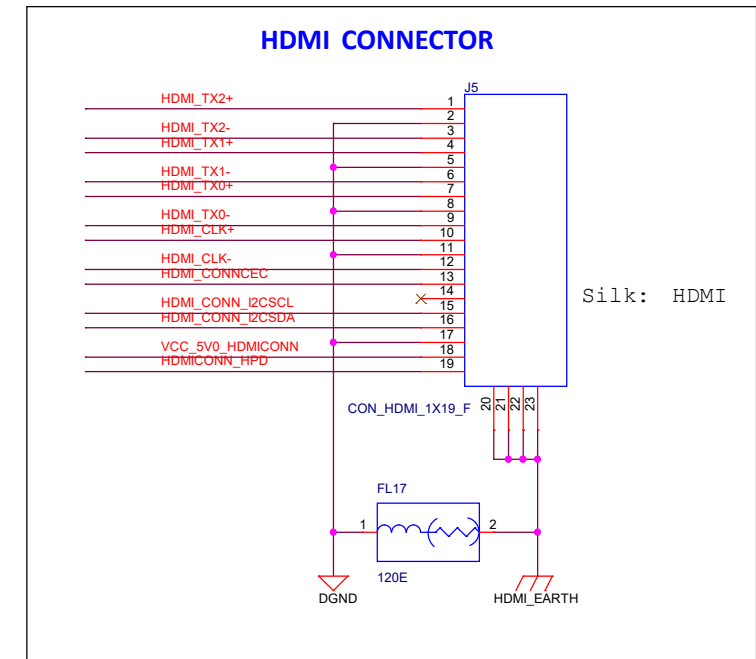 HDMI CONNECTOR
J5
HDMI_TX2+ 1
2
HDMI_TX2- 3
HDMI_TX1+ 4
5
HDMI_TX1- 6
HDMI_TX0+ 7
8
HDMI_TX0- 9
HDMI_CLK+ 10
11
HDMI_CLK- 12
HDMI_CONNCEC 13
14
Silk: HDMI
HDMI_CONN_I2CSCL 15
HDMI_CONN_I2CSDA 16
17
VCC_5V0_HDMICONN 18
HDMICONN_HPD 19
CON_HDMI_1X19_F 20 21 22 23
FL17
1 2
120E
DGND HDMI_EARTH